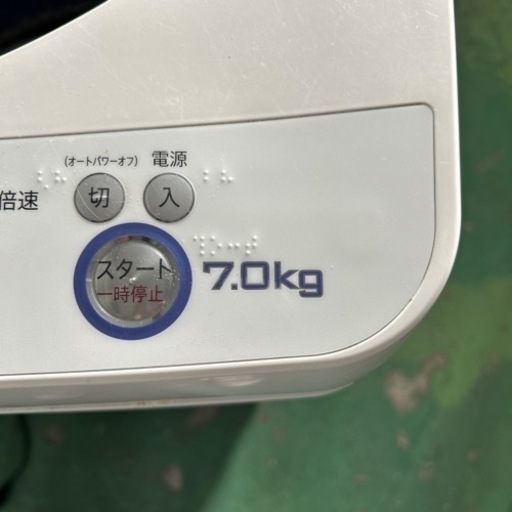 (オートパワーオフ) 電源
倍速 切 入
スタート
一時停止
7.0kg